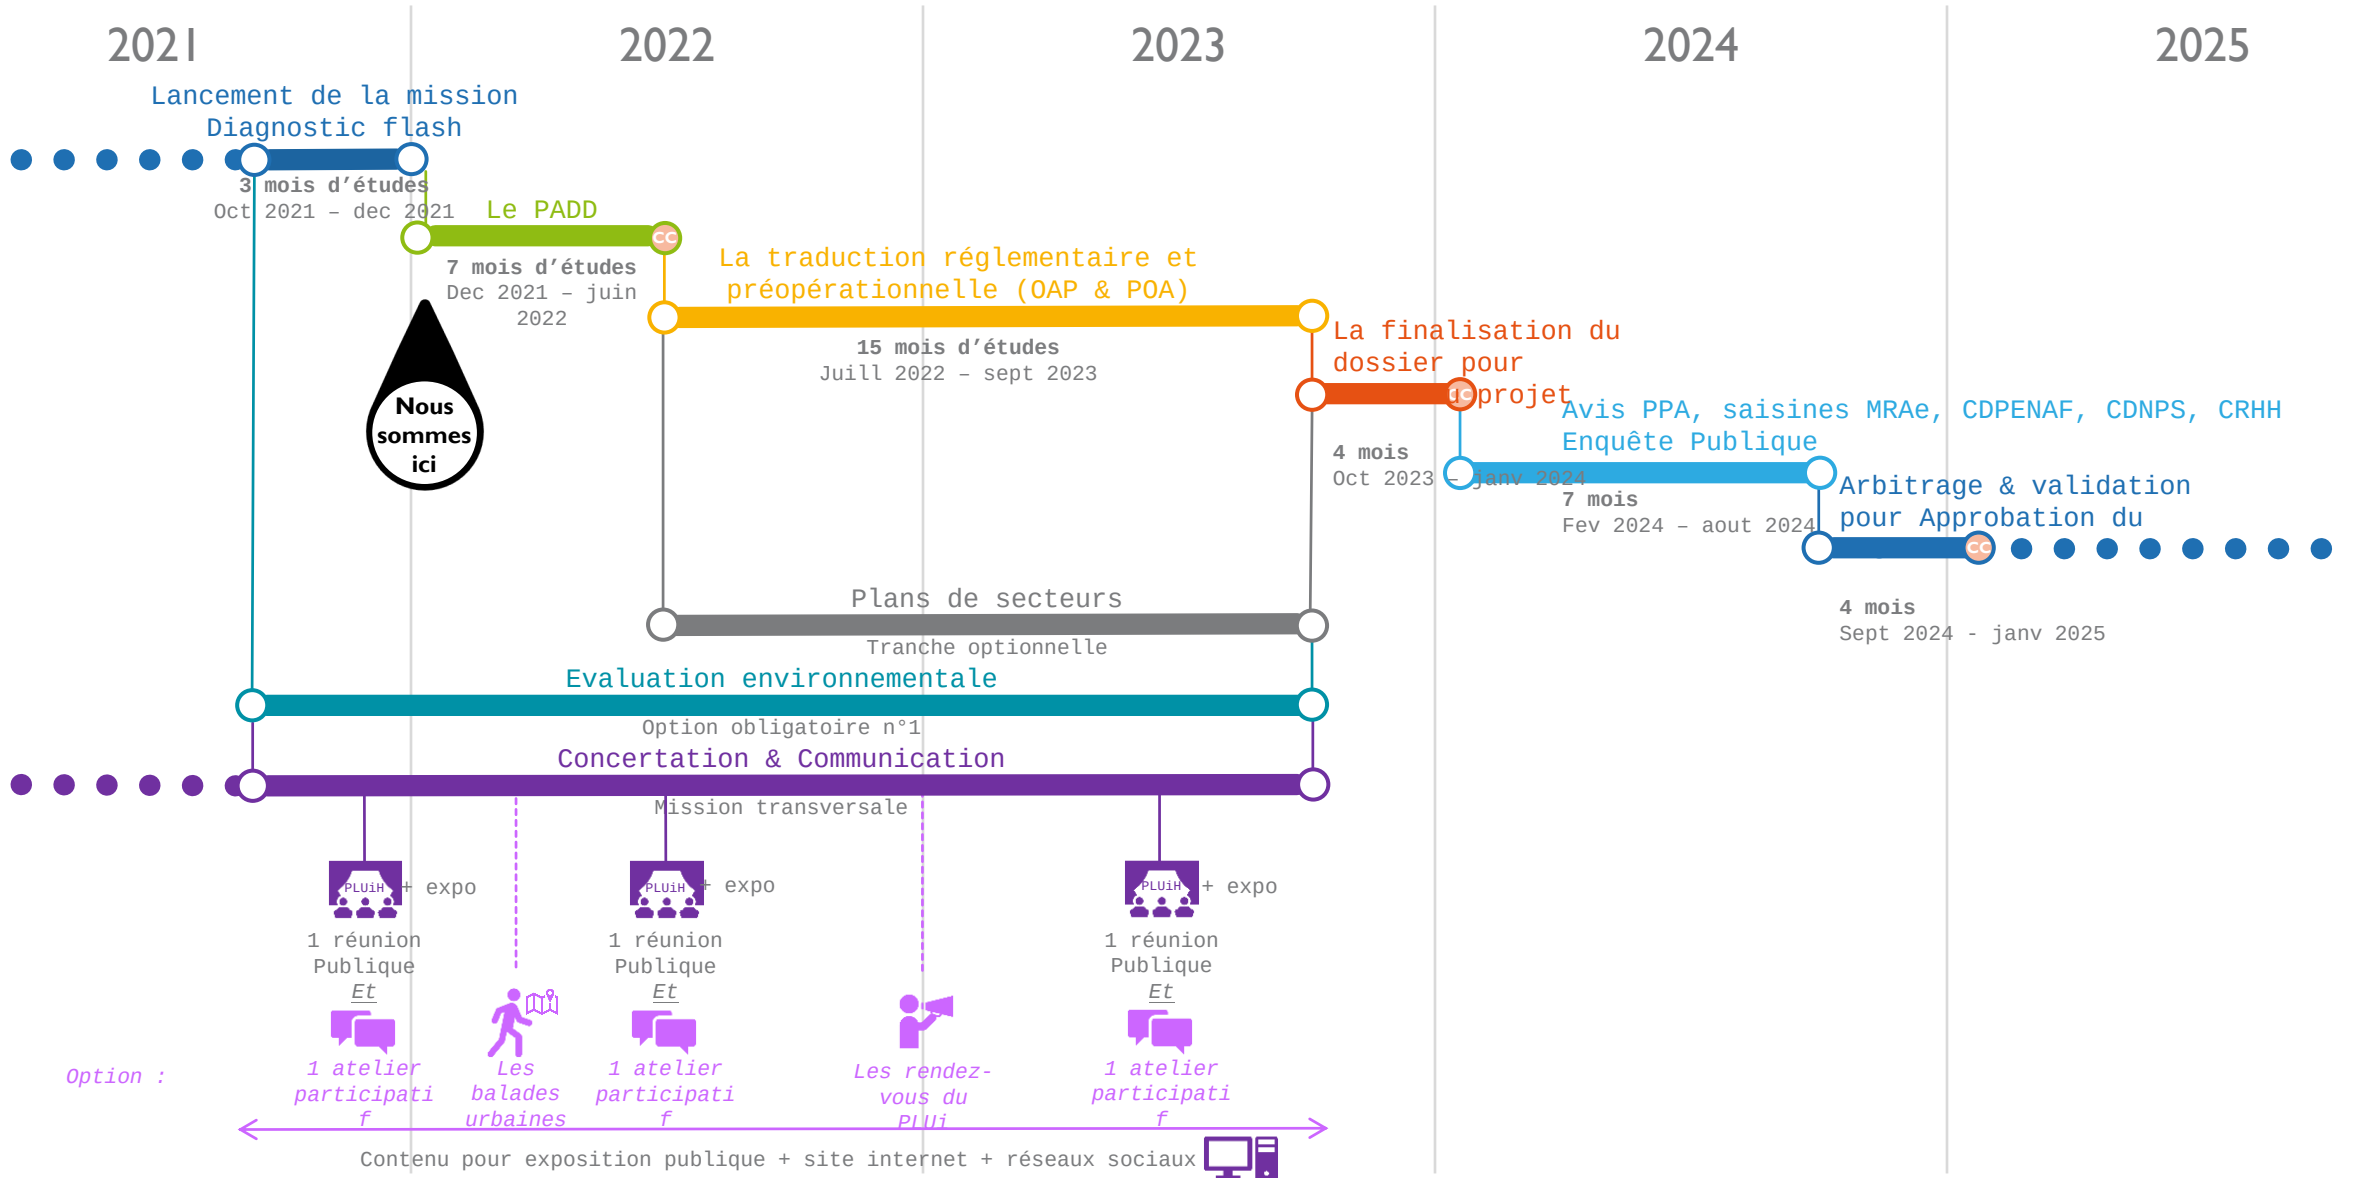 2021
2022
2023
2024
2025
Lancement de la mission
Diagnostic flash
3 mois d’études
Oct 2021 – dec 2021
Le PADD
CC
7 mois d’études
Dec 2021 – juin
2022
La traduction réglementaire et
préopérationnelle (OAP & POA)
15 mois d’études
Juill 2022 – sept 2023
Nous
sommes
ici
La finalisation du
dossier pour
projet
CC
4 mois
Oct 2023 – janv 2024
Avis PPA, saisines MRAe, CDPENAF, CDNPS, CRHH
Enquête Publique
7 mois
Fev 2024 – aout 2024
Arbitrage & validation
pour Approbation du
CC
4 mois
Sept 2024 - janv 2025
Plans de secteurs
Tranche optionnelle
Evaluation environnementale
Option obligatoire n°1
Concertation & Communication
Mission transversale
PLUiH
+ expo
PLUiH
+ expo
PLUiH
+ expo
1 réunion
Publique
Et
1 réunion
Publique
Et
1 réunion
Publique
Et
Option :
1 atelier
participati
f
Les
balades
urbaines
1 atelier
participati
f
Les rendez-
vous du
PLUi
1 atelier
participati
f
Contenu pour exposition publique + site internet + réseaux sociaux